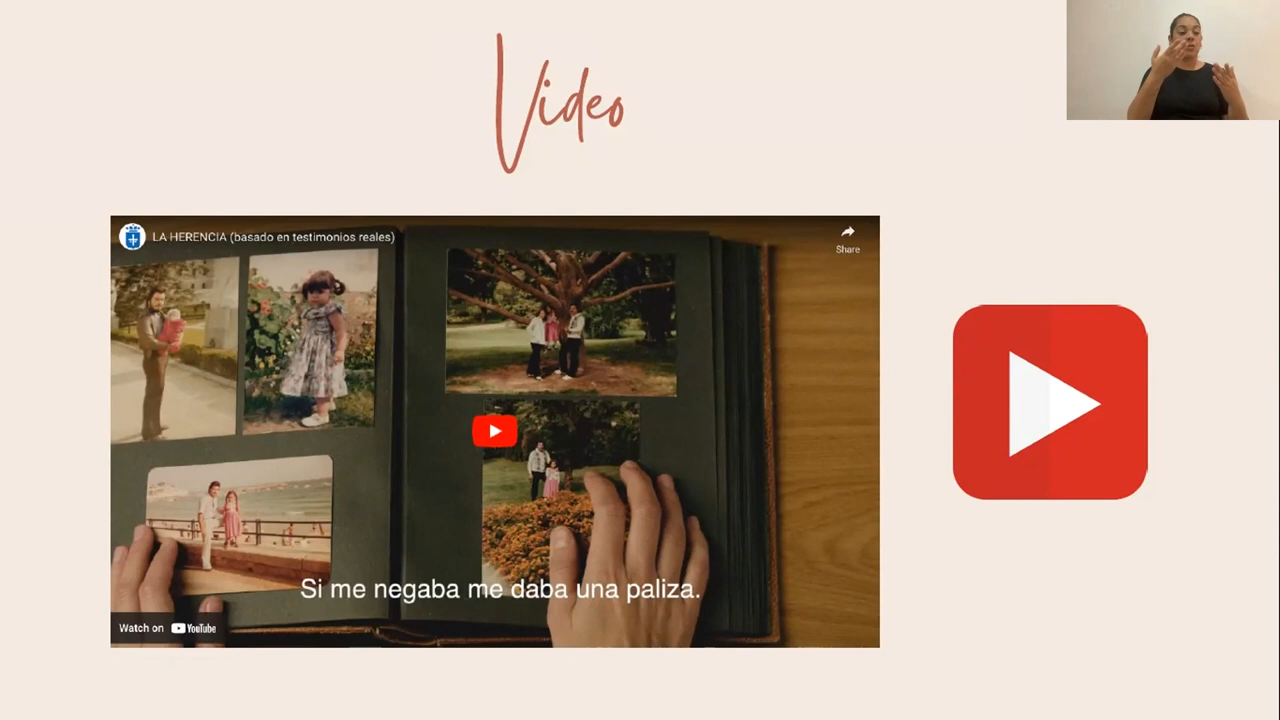 Video
LA HERENCIA (basado en testimonios reales)
Share
Si me negaba me daba una paliza.
Watch on YouTube